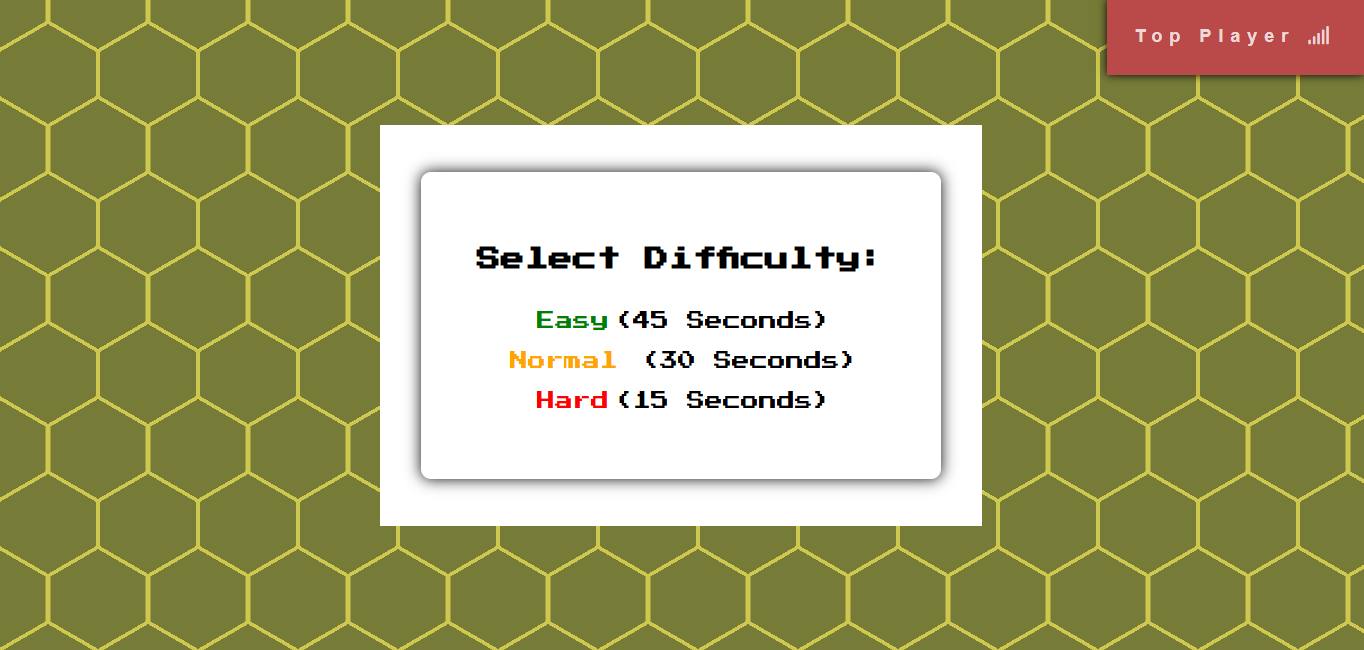 Top Player
Select Difficulty:
Easy (45 Seconds)
Normal (30 Seconds)
Hard (15 Seconds)